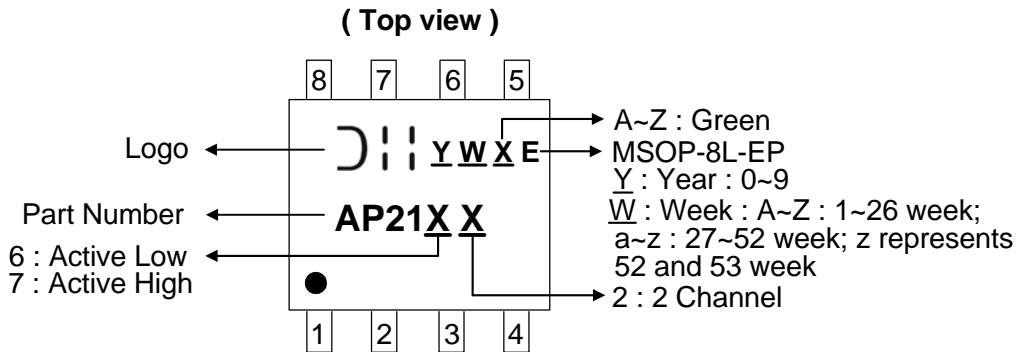 ( Top view )
8 7 6 5
Logo
Y W X E
A~Z : Green
MSOP-8L-EP
Y : Year : 0~9
W : Week : A~Z : 1~26 week;
a~z : 27~52 week; z represents
52 and 53 week
Part Number
AP21X X
6 : Active Low
7 : Active High
2 : 2 Channel
1 2 3 4